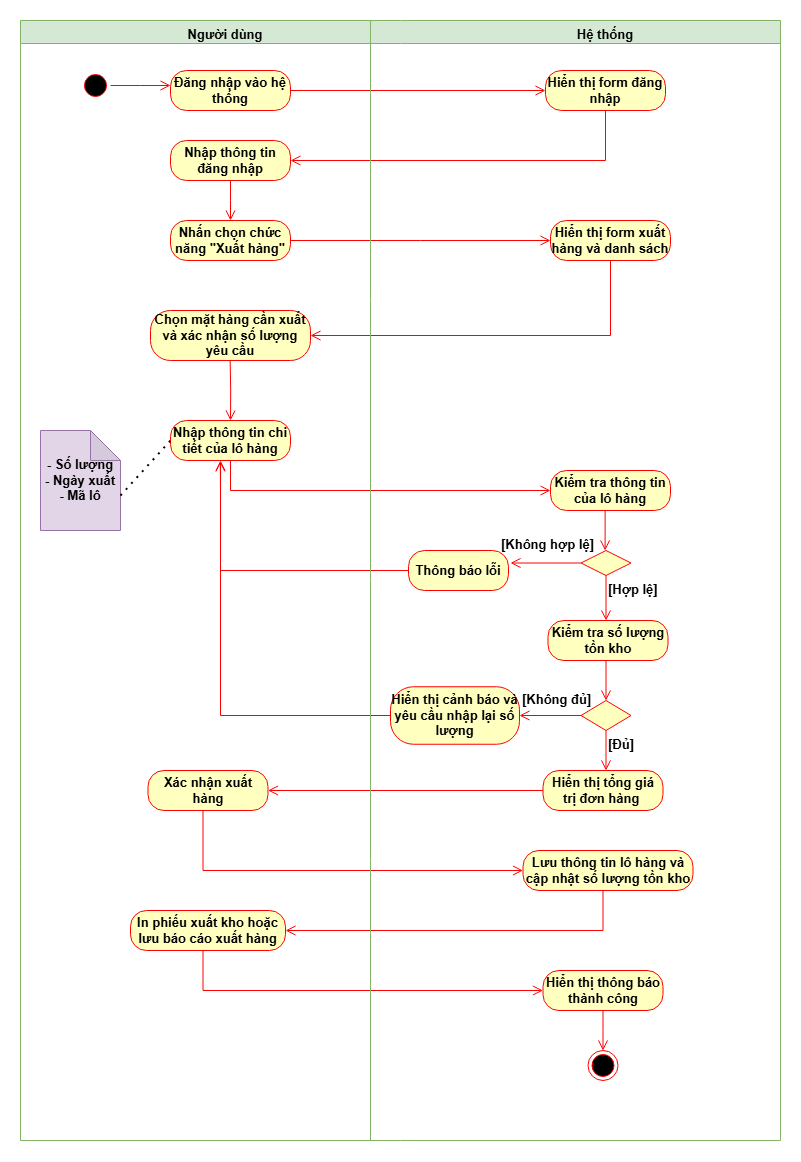 Người dùng
Hệ thống
Đăng nhập vào hệ
thống
Hiển thị form đăng
nhập
Nhập thông tin
đăng nhập
Nhấn chọn chức
năng "Xuất hàng"
Hiển thị form xuất
hàng và danh sách
Chọn mặt hàng cần xuất
và xác nhận số lượng
yêu cầu
Nhập thông tin chi
tiết của lô hàng
- Số lượng
- Ngày xuất
- Mã lô
Kiểm tra thông tin
của lô hàng
[Không hợp lệ]
Thông báo lỗi
[Hợp lệ]
Kiểm tra số lượng
tồn kho
Hiển thị cảnh báo và
yêu cầu nhập lại số
lượng
[Không đủ]
[Đủ]
Xác nhận xuất
hàng
Hiển thị tổng giá
trị đơn hàng
Lưu thông tin lô hàng và
cập nhật số lượng tồn kho
In phiếu xuất kho hoặc
lưu báo cáo xuất hàng
Hiển thị thông báo
thành công